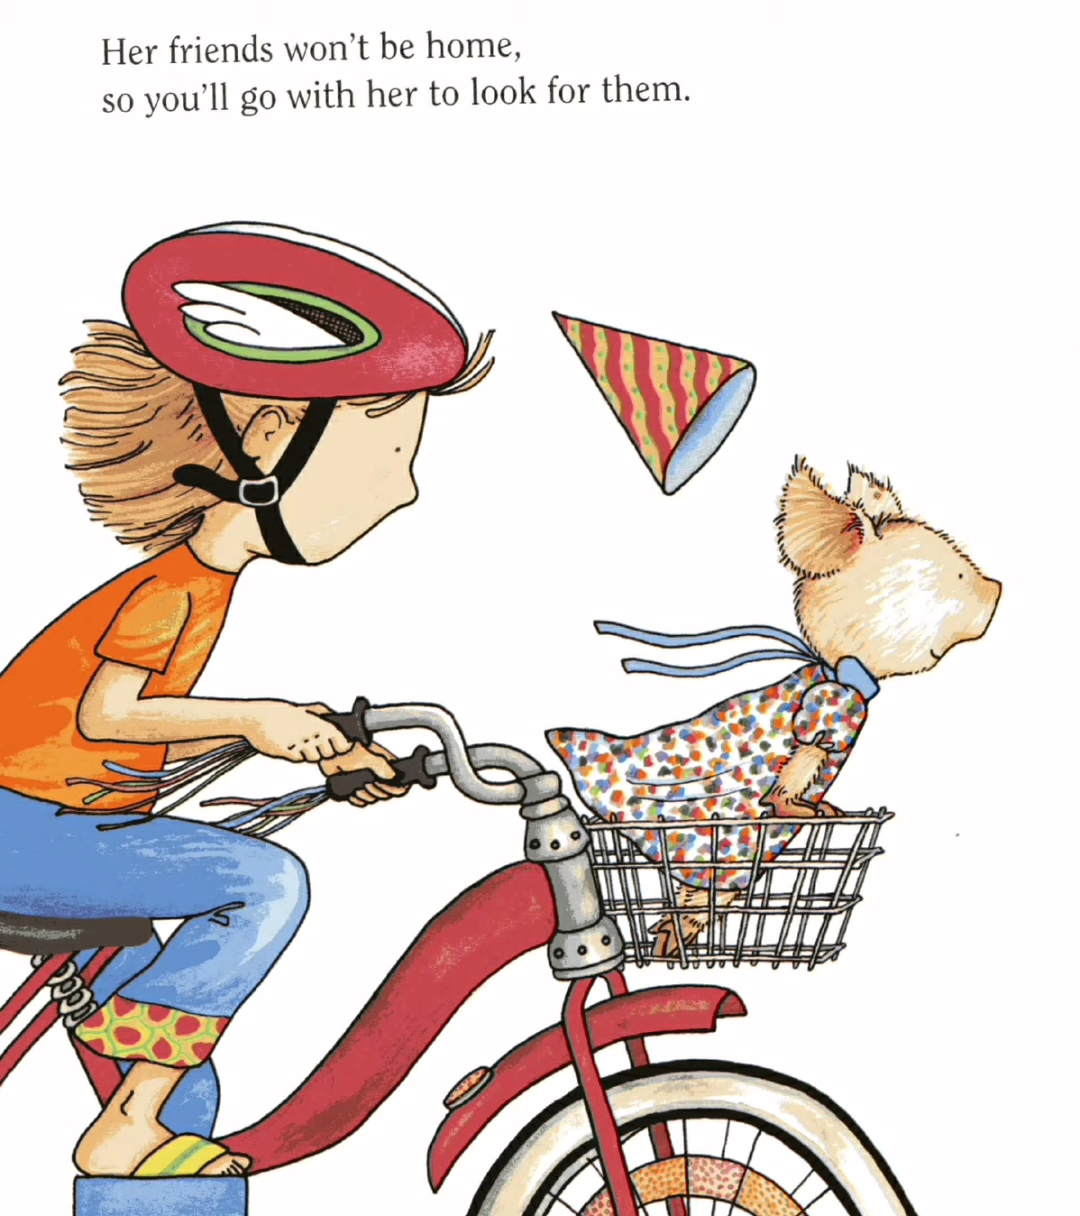 Her friends won’t be home,
so you’ll go with her to look for them.